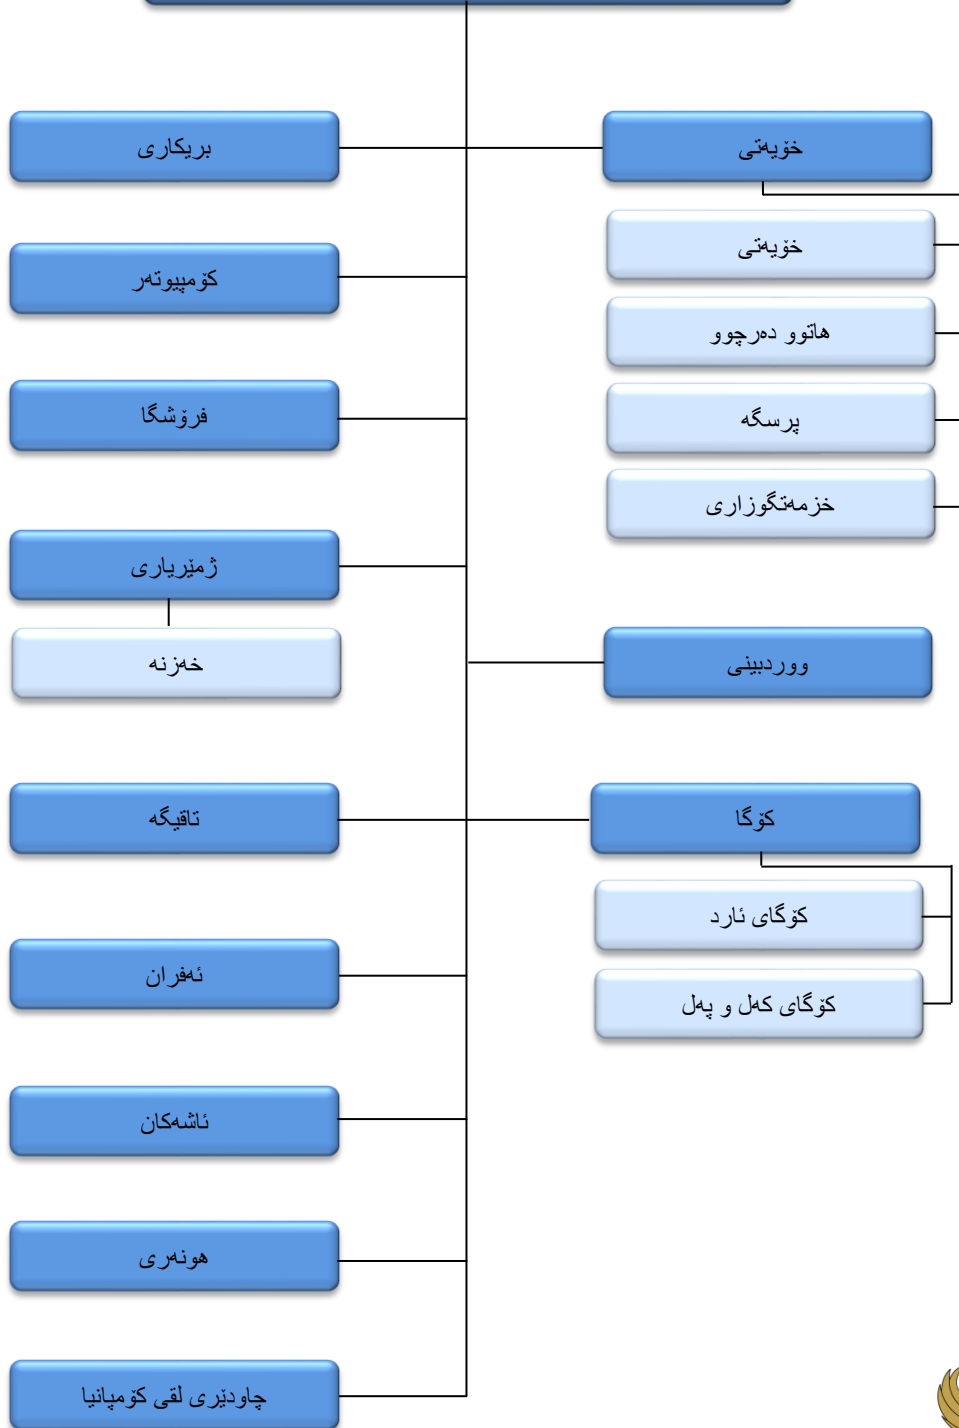 خۆیەتی
بریکاری
خۆیەتی
کۆمپیوتەر
هاتوو دەرچوو
پرسگە
فرۆشگا
خزمەتگوزاری
ژمێریاری
ووردبینی
خەزنە
کۆگا
تاقیگە
کۆگای ئارد
کۆگای کەل و پەل
ئەفران
ئاشەکان
هونەری
چاودێری لقی کۆمپانیا